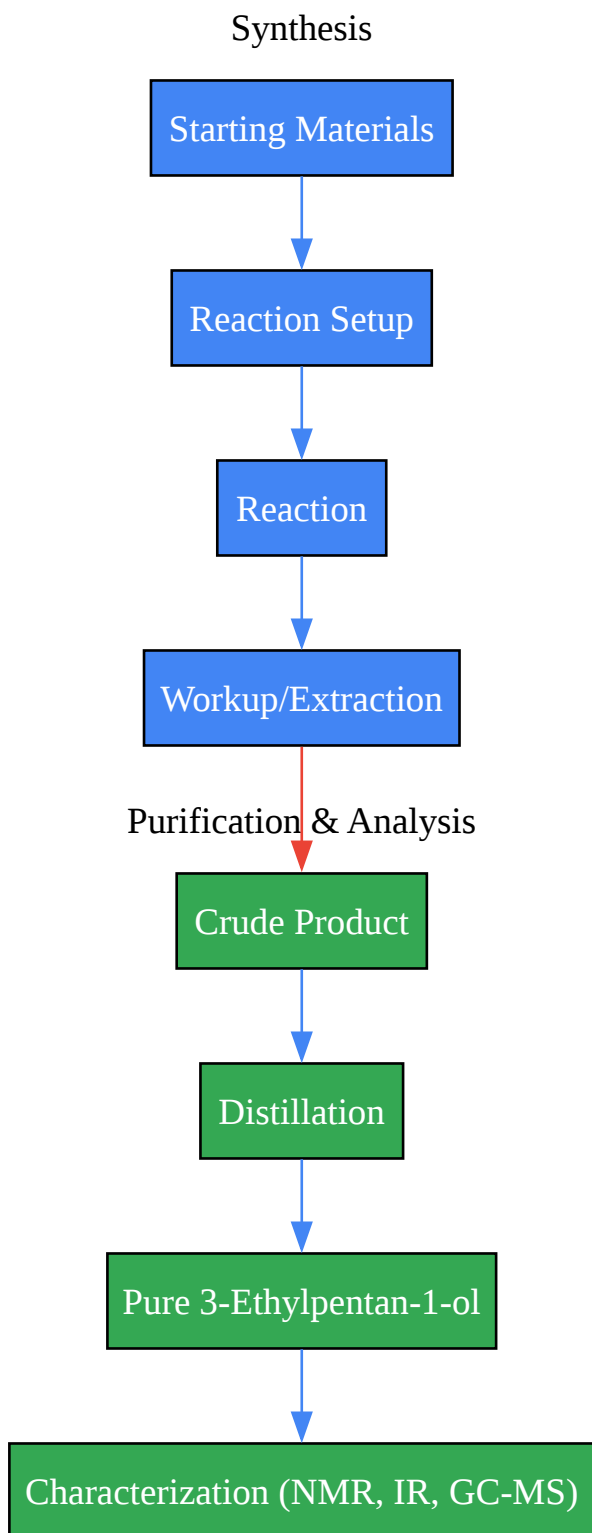 Synthesis
Starting Materials
Reaction Setup
Reaction
Workup/Extraction
Purification & Analysis
Crude Product
Distillation
Pure 3-Ethylpentan-1-ol
Characterization (NMR, IR, GC-MS)